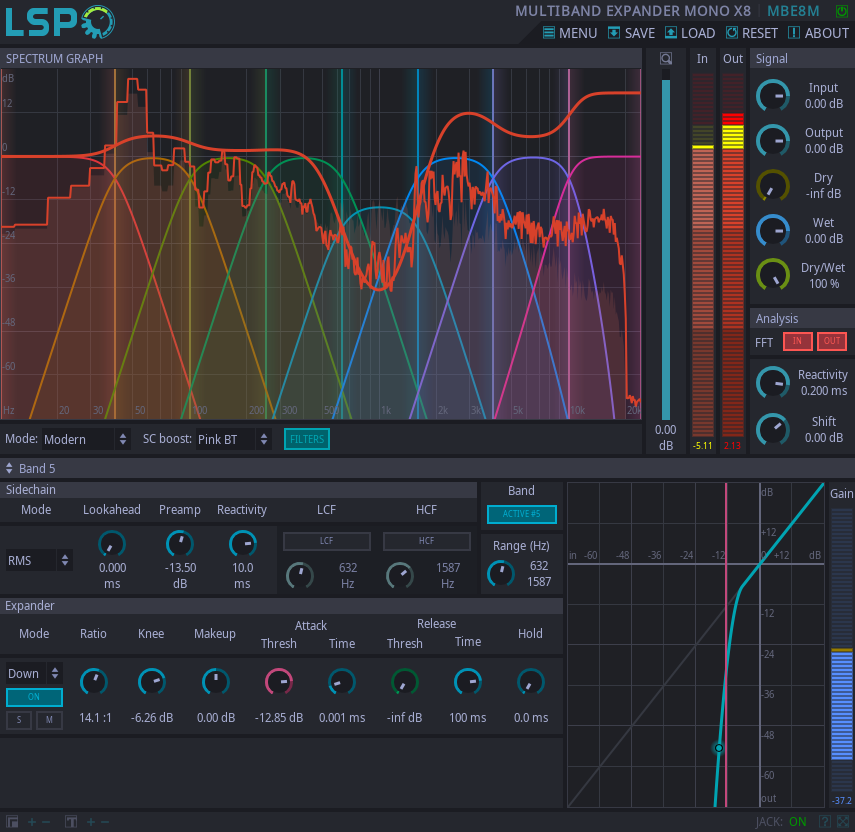 LSP
MULTIBAND EXPANDER MONO X8 MBE8M
MENU SAVE LOAD RESET ABOUT
SPECTRUM GRAPH
In Out
Signal
dB
12
0
-12
-24
-36
-48
-60
Hz 20 30 50 100 200 300 500 1k 2k 3k 5k 10k 20k
0.00
dB
-5.11 2.13
Input
0.00 dB
Output
0.00 dB
Dry
-inf dB
Wet
0.00 dB
Dry/Wet
100 %
Analysis
FFT IN OUT
Reactivity
0.200 ms
Shift
0.00 dB
Mode: Modern SC boost: Pink BT FILTERS
Band 5
Sidechain
Mode Lookahead Preamp Reactivity LCF HCF
RMS
0.000
ms
-13.50
dB
10.0
ms
LCF
632
Hz
HCF
1587
Hz
Band
ACTIVE #5
Range (Hz)
632
1587
Expander
Mode Ratio Knee Makeup
Attack
Thresh Time
Release
Thresh Time
Hold
Down
ON
S M
14.1 :1 -6.26 dB 0.00 dB -12.85 dB 0.001 ms -inf dB 100 ms 0.0 ms
dB
+12
in -60 -48 -36 -24 -12 0 +12 dB
-12
-24
-36
-48
-60
out
Gain
-37.2
JACK: ON